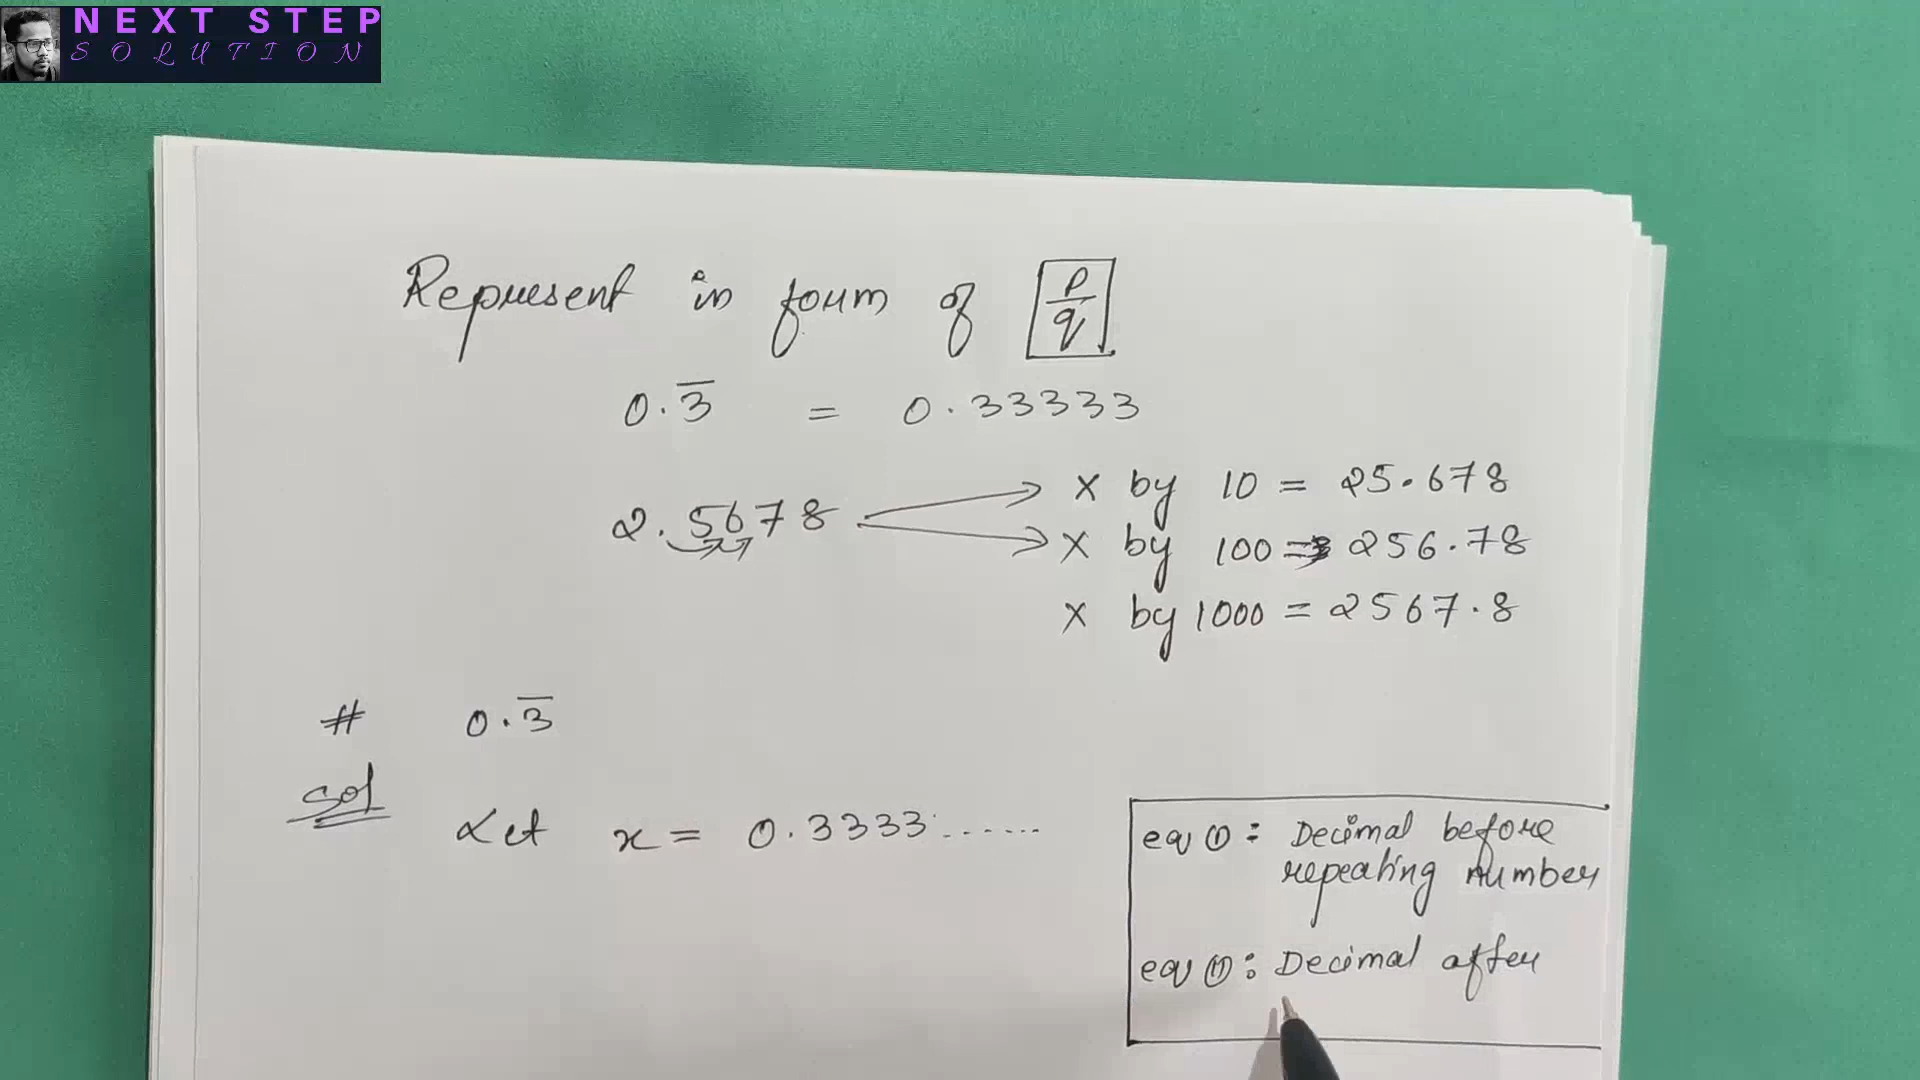 NEXT STEP
SOLUTION
Represent in form of p/q
0.3̅ = 0.33333
2.5678
× by 10 = 25.678
× by 100 = 256.78
× by 1000 = 2567.8
# 0.3̅
Sol
Let x = 0.3333......
eq ①: Decimal before
repeating number
eq ⑪: Decimal after